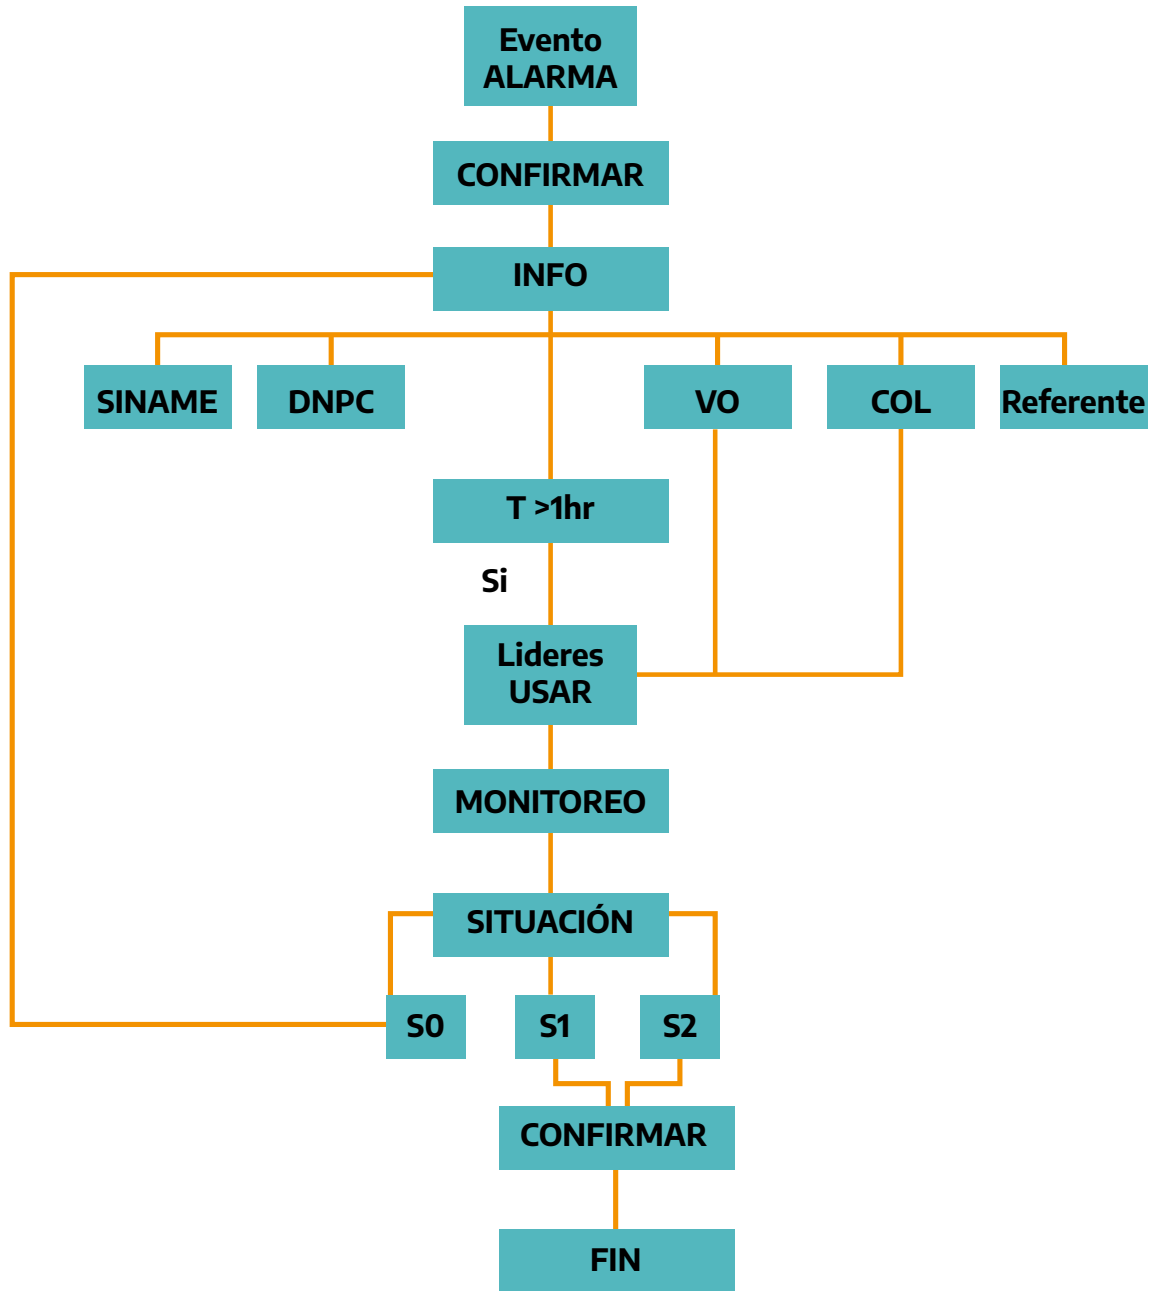 Evento
ALARMA
CONFIRMAR
INFO
SINAME
DNPC
VO
COL
Referente
T >1hr
Si
Lideres
USAR
MONITOREO
SITUACIÓN
S0
S1
S2
CONFIRMAR
FIN